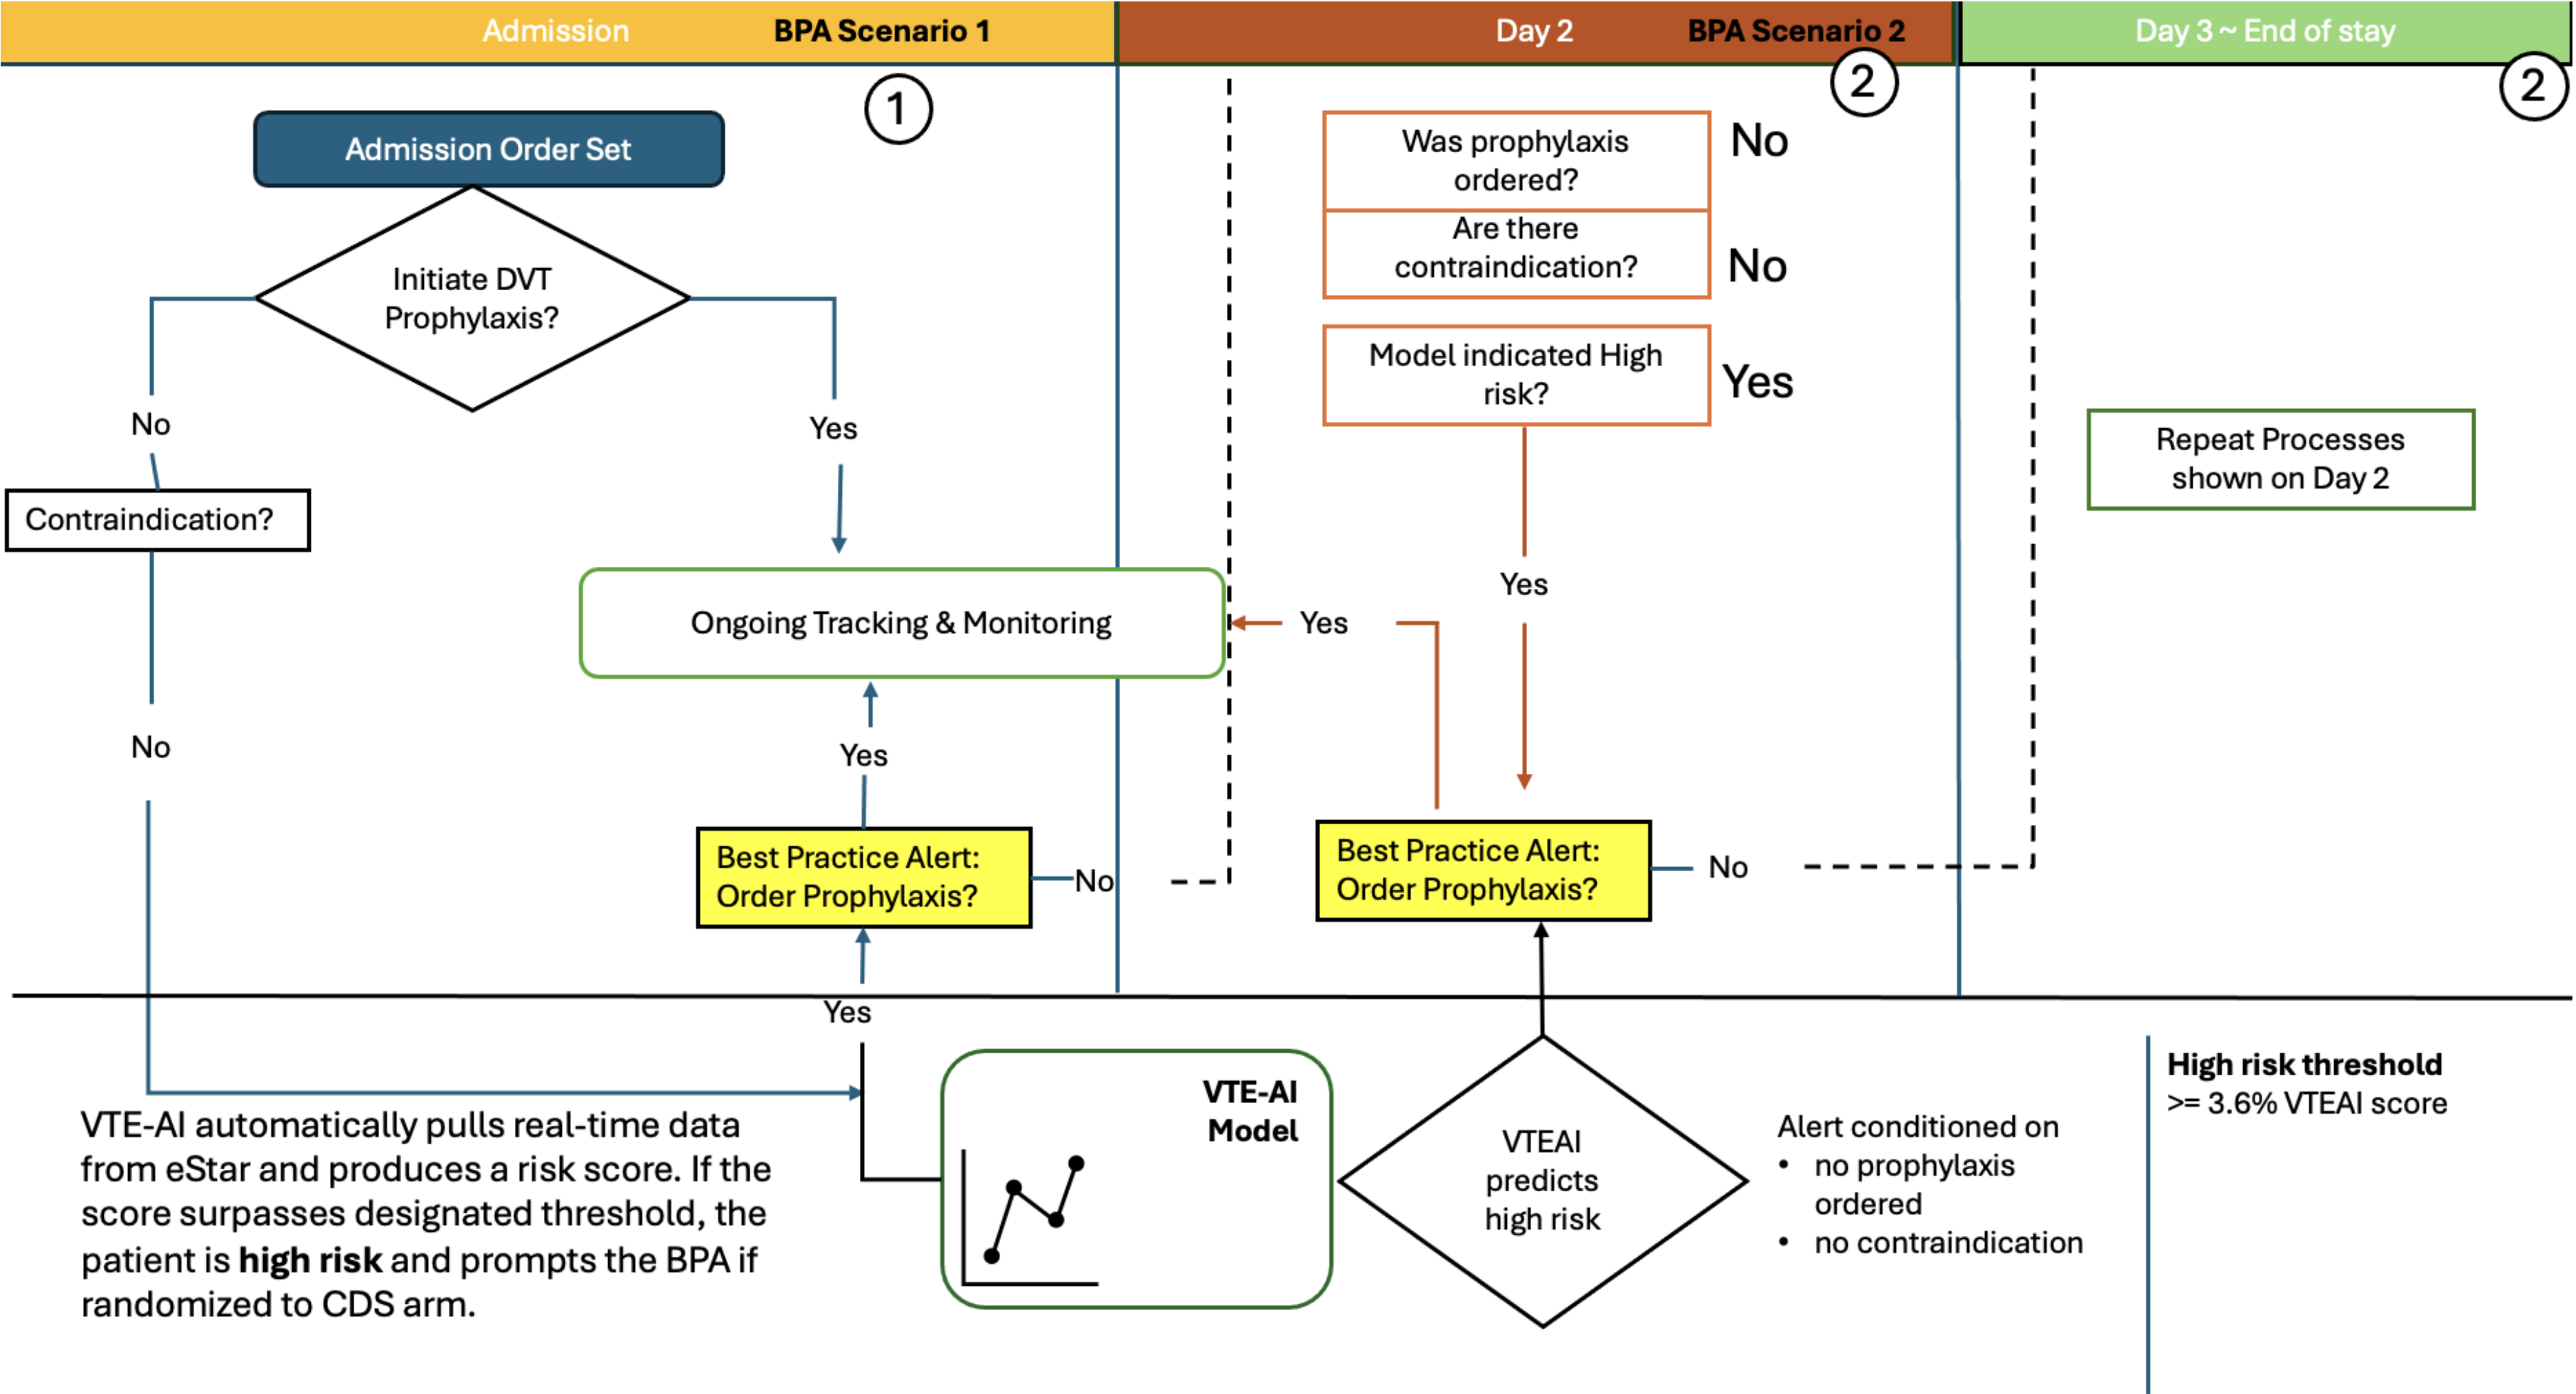 Admission
BPA Scenario 1
Day 2
BPA Scenario 2
Day 3 ~ End of stay
1
2
2
Admission Order Set
Initiate DVT
Prophylaxis?
No
Yes
Contraindication?
No
Ongoing Tracking & Monitoring
Yes
Best Practice Alert:
Order Prophylaxis?
No
Yes
Was prophylaxis
ordered?
No
Are there
contraindication?
No
Model indicated High
risk?
Yes
Yes
Yes
Best Practice Alert:
Order Prophylaxis?
No
Repeat Processes
shown on Day 2
VTE-AI automatically pulls real-time data
from eStar and produces a risk score. If the
score surpasses designated threshold, the
patient is high risk and prompts the BPA if
randomized to CDS arm.
VTE-AI
Model
VTEAI
predicts
high risk
Alert conditioned on
• no prophylaxis
ordered
• no contraindication
High risk threshold
>= 3.6% VTEAI score